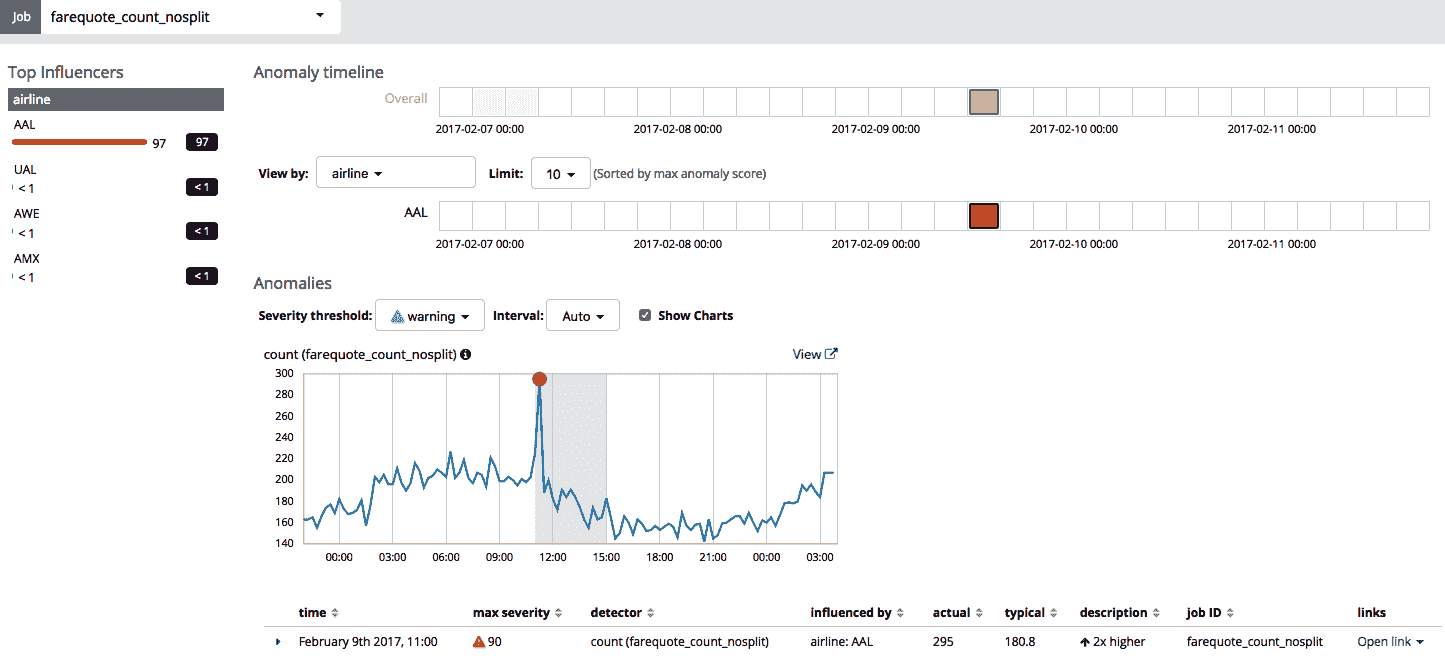 Job farequote_count_nosplit
Top Influencers
airline
AAL
97 97
UAL
< 1 < 1
AWE
< 1 < 1
AMX
< 1 < 1
Anomaly timeline
Overall
2017-02-07 00:00 2017-02-08 00:00 2017-02-09 00:00 2017-02-10 00:00 2017-02-11 00:00
View by: airline Limit: 10 (Sorted by max anomaly score)
AAL
2017-02-07 00:00 2017-02-08 00:00 2017-02-09 00:00 2017-02-10 00:00 2017-02-11 00:00
Anomalies
Severity threshold: warning Interval: Auto Show Charts
count (farequote_count_nosplit) View
300
280
260
240
220
200
180
160
140
00:00 03:00 06:00 09:00 12:00 15:00 18:00 21:00 00:00 03:00
time max severity detector influenced by actual typical description job ID links
February 9th 2017, 11:00 90 count (farequote_count_nosplit) airline: AAL 295 180.8 2x higher farequote_count_nosplit Open link